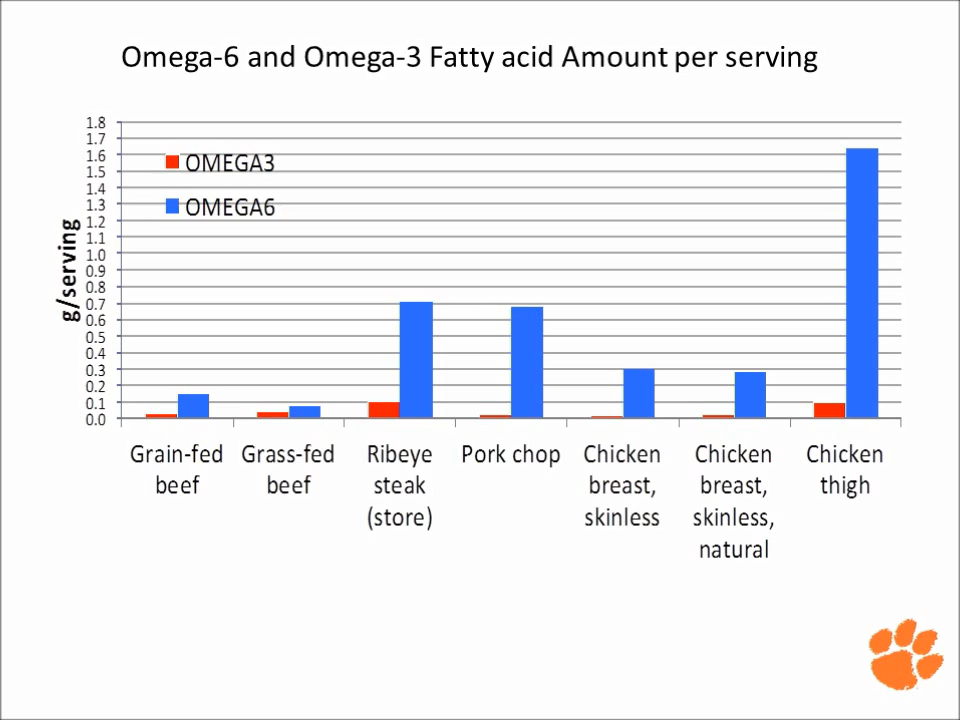 Omega-6 and Omega-3 Fatty acid Amount per serving
1.8
1.7
1.6
1.5
1.4
1.3
1.2
1.1
1.0
0.9
0.8
0.7
0.6
0.5
0.4
0.3
0.2
0.1
0.0
g/serving
OMEGA3
OMEGA6
Grain-fed
beef
Grass-fed
beef
Ribeye
steak
(store)
Pork chop
Chicken
breast,
skinless
Chicken
breast,
skinless,
natural
Chicken
thigh